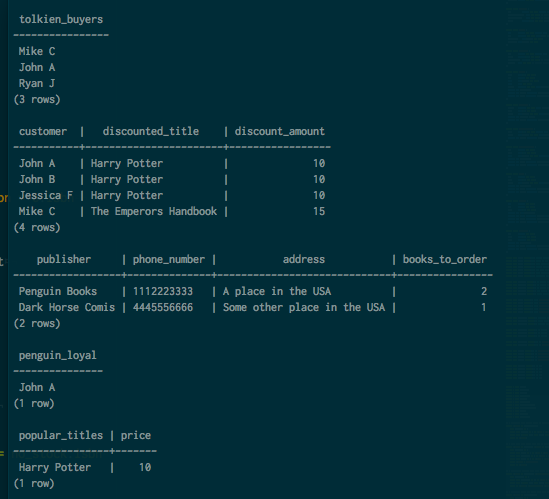 tolkien_buyers
----------------
Mike C
John A
Ryan J
(3 rows)
customer | discounted_title | discount_amount
-----------+-----------------------+-----------------
John A | Harry Potter | 10
John B | Harry Potter | 10
Jessica F | Harry Potter | 10
Mike C | The Emperors Handbook | 15
(4 rows)
publisher | phone_number | address | books_to_order
------------------+--------------+-----------------------------+----------------
Penguin Books | 1112223333 | A place in the USA | 2
Dark Horse Comis | 4445556666 | Some other place in the USA | 1
(2 rows)
penguin_loyal
---------------
John A
(1 row)
popular_titles | price
----------------+-------
Harry Potter | 10
(1 row)